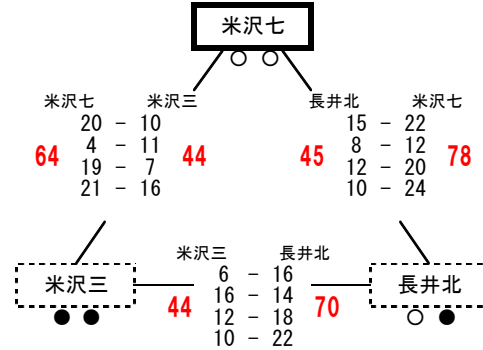 米沢七
○ ○
米沢七 米沢三
20 - 10
4 - 11
19 - 7
21 - 16
64 44
長井北 米沢七
15 - 22
8 - 12
12 - 20
10 - 24
45 78
米沢三
● ●
米沢三 長井北
6 - 16
16 - 14
12 - 18
10 - 22
44 70
長井北
○ ●